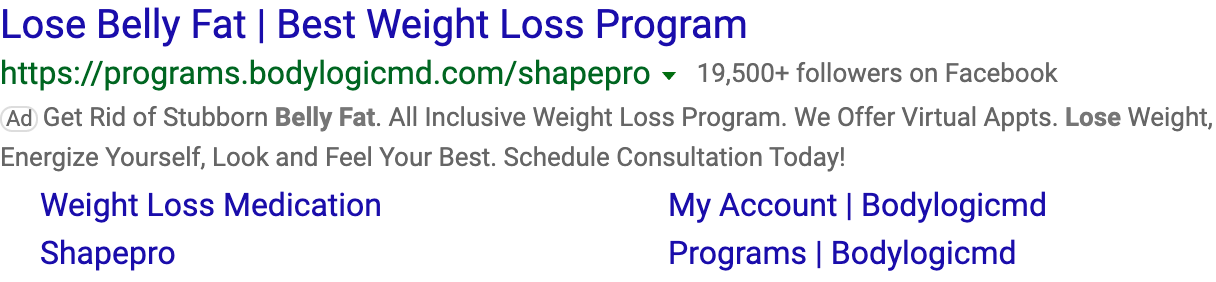 Lose Belly Fat | Best Weight Loss Program
https://programs.bodylogicmd.com/shapepro 19,500+ followers on Facebook
Ad Get Rid of Stubborn Belly Fat. All Inclusive Weight Loss Program. We Offer Virtual Appts. Lose Weight,
Energize Yourself, Look and Feel Your Best. Schedule Consultation Today!
Weight Loss Medication My Account | Bodylogicmd
Shapepro Programs | Bodylogicmd